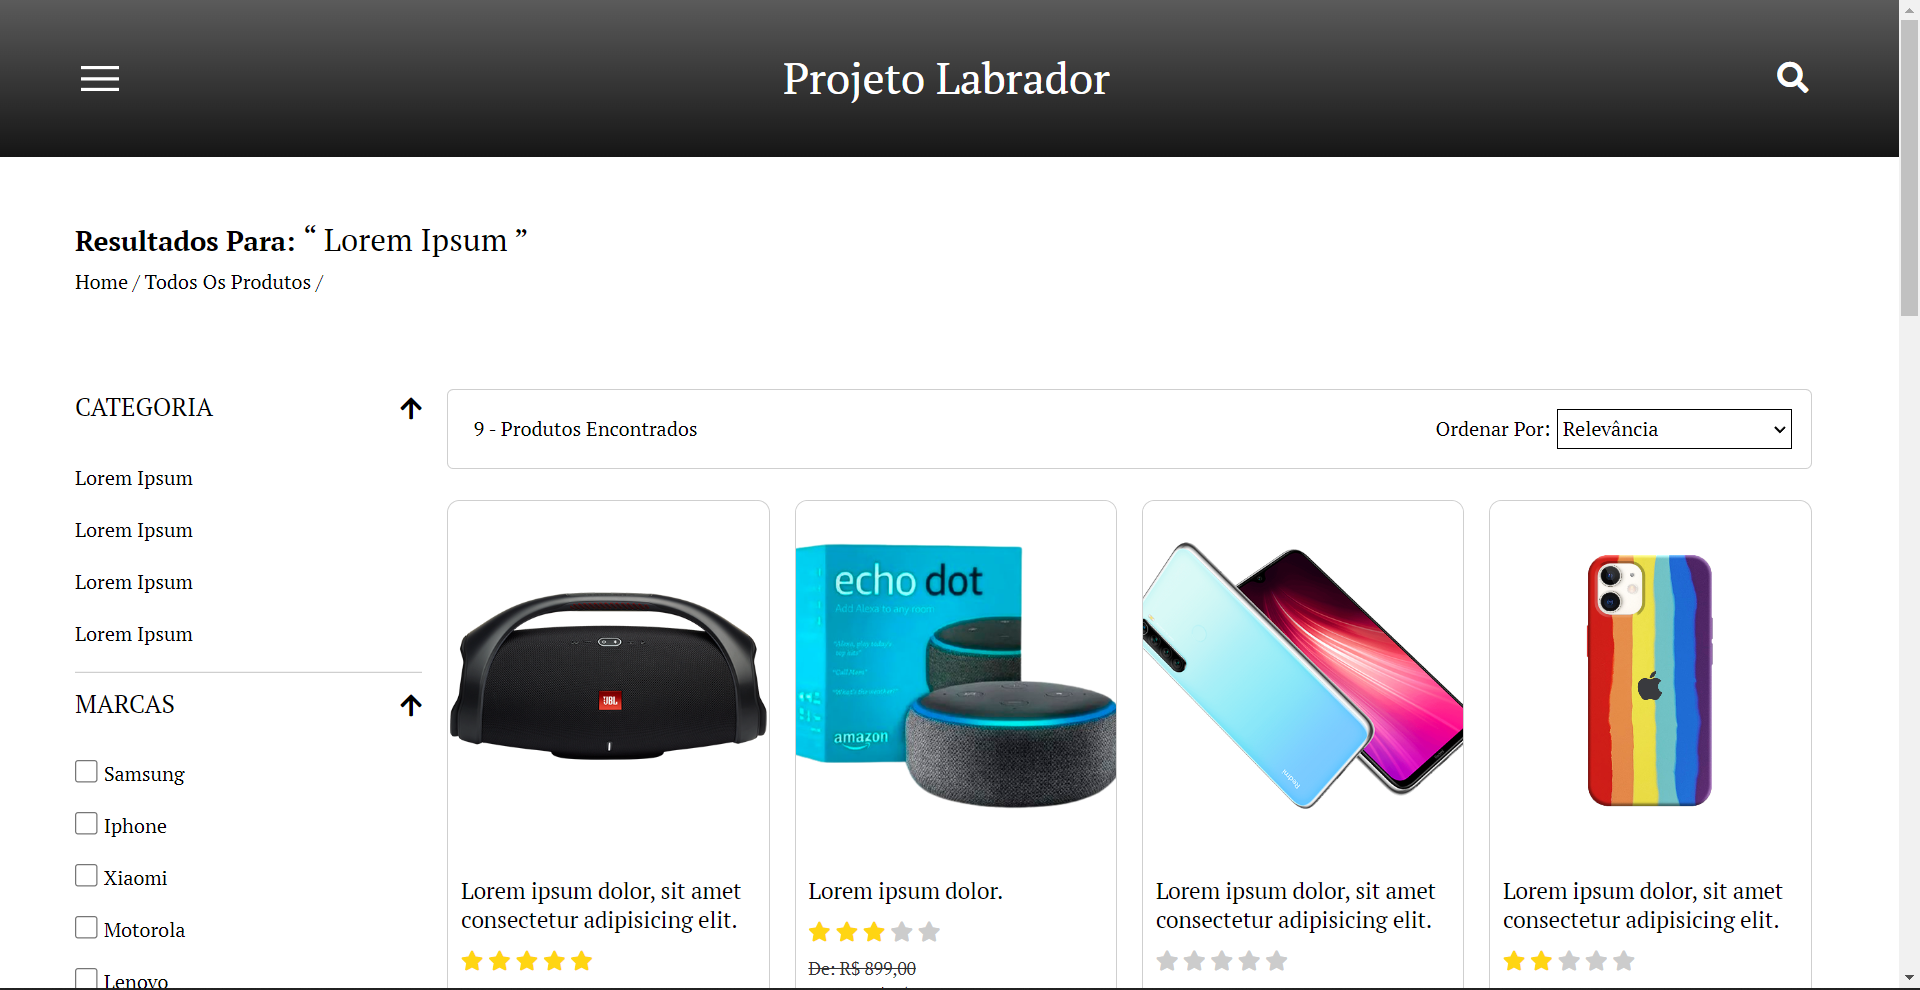 Projeto Labrador
Resultados Para: “ Lorem Ipsum ”
Home / Todos Os Produtos /
CATEGORIA
Lorem Ipsum
Lorem Ipsum
Lorem Ipsum
Lorem Ipsum
MARCAS
Samsung
Iphone
Xiaomi
Motorola
Lenovo
9 - Produtos Encontrados
Ordenar Por: Relevância
JBL
Lorem ipsum dolor, sit amet
consectetur adipisicing elit.
echo dot
Add Alexa to any room
amazon
Lorem ipsum dolor.
De: R$ 899,00
Redmi
Lorem ipsum dolor, sit amet
consectetur adipisicing elit.
Lorem ipsum dolor, sit amet
consectetur adipisicing elit.